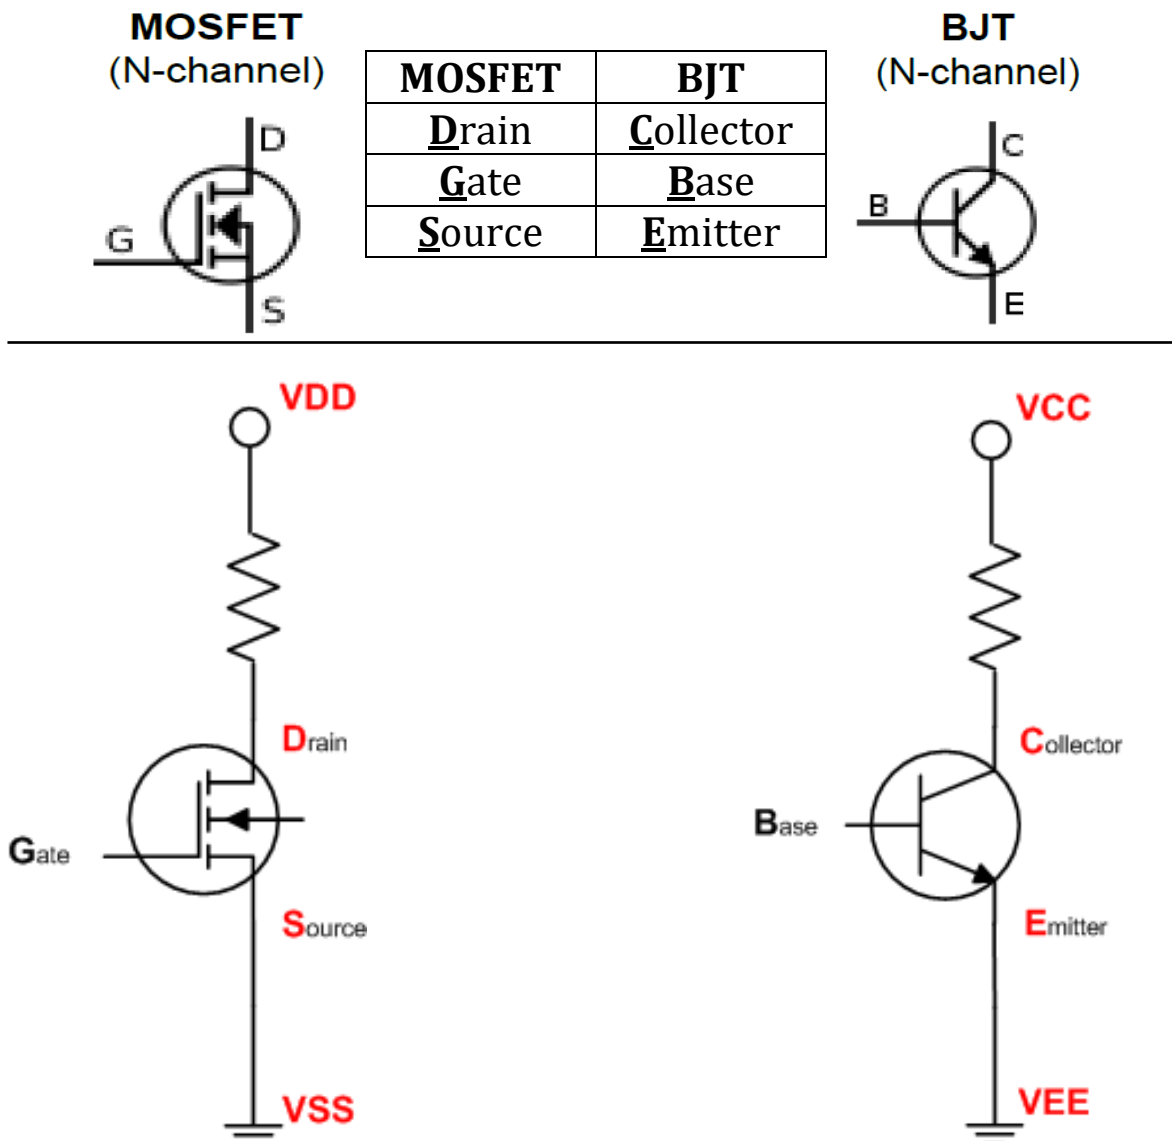 MOSFET
(N-channel)
BJT
(N-channel)
MOSFET BJT
Drain Collector
Gate Base
Source Emitter
D
G
S
C
B
E
VDD
VCC
Drain
Collector
Gate
Base
Source
Emitter
VSS
VEE